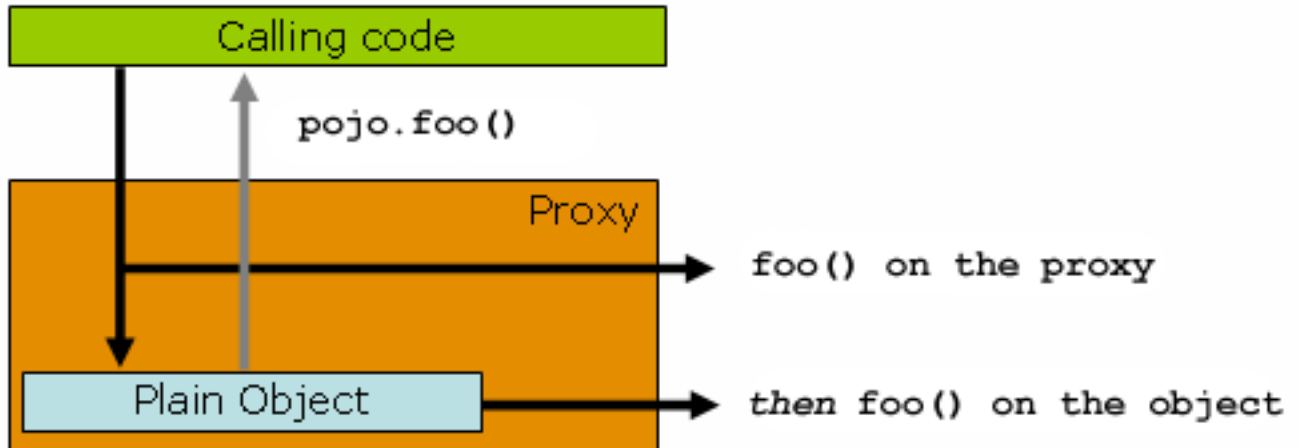 Calling code
pojo.foo()
Proxy
foo() on the proxy
Plain Object
then foo() on the object